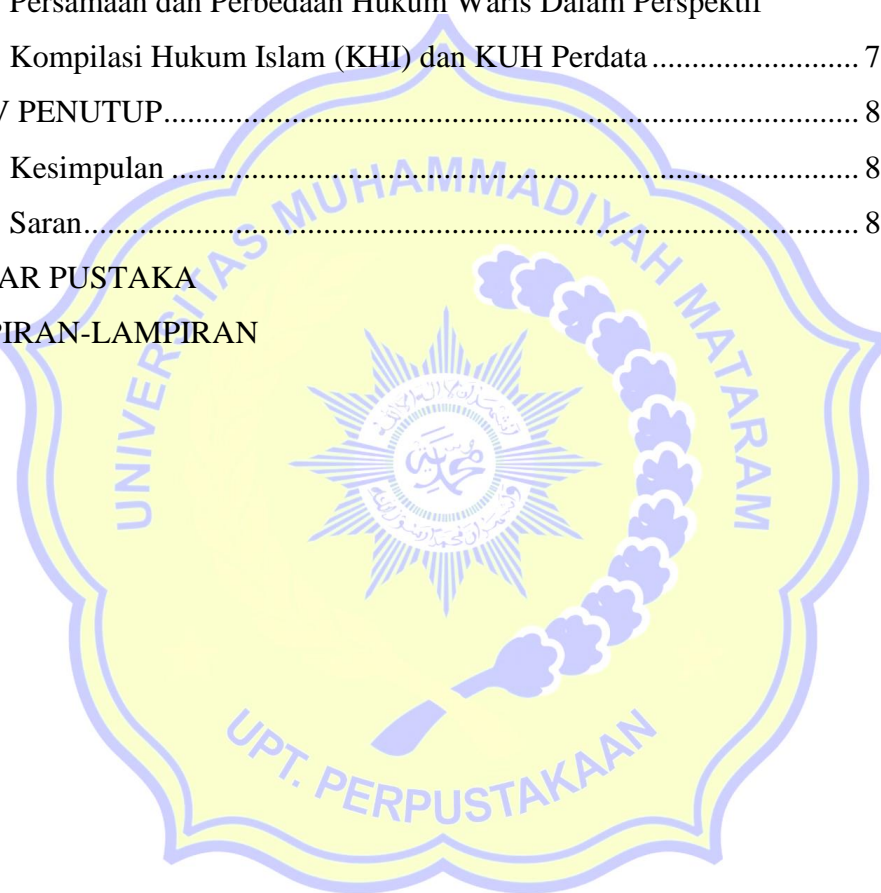 Persamaan dan Perbedaan Hukum Waris Dalam Perspektif
Kompilasi Hukum Islam (KHI) dan KUH Perdata ......................... 7
PENUTUP.................................................................................... 8
Kesimpulan .................................................................................. 8
Saran............................................................................................. 8
AR PUSTAKA
PIRAN-LAMPIRAN
UNIVERSITAS MUHAMMADIYAH MATARAM
UPT. PERPUSTAKAAN